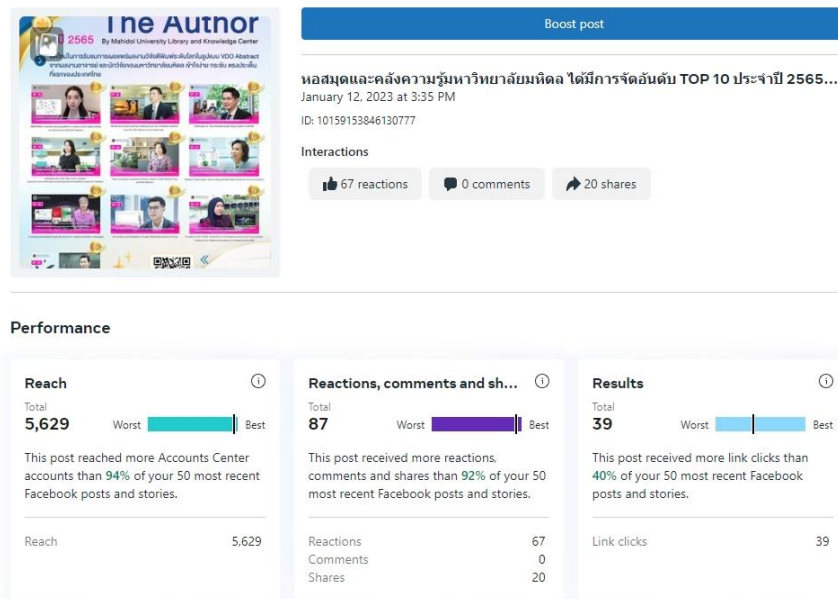 The Author
2565 By Mahidol University Library and Knowledge Center
Boost post
หอสมุดและคลังความรู้มหาวิทยาลัยมหิดล ได้มีการจัดอันดับ TOP 10 ประจำปี 2565...
January 12, 2023 at 3:35 PM
ID: 10159153846130777
Interactions
67 reactions 0 comments 20 shares
Performance
Reach
Total
5,629 Worst Best
This post reached more Accounts Center
accounts than 94% of your 50 most recent
Facebook posts and stories.
Reach 5,629
Reactions, comments and sh...
Total
87 Worst Best
This post received more reactions,
comments and shares than 92% of your 50
most recent Facebook posts and stories.
Reactions 67
Comments 0
Shares 20
Results
Total
39 Worst Best
This post received more link clicks than
40% of your 50 most recent Facebook
posts and stories.
Link clicks 39